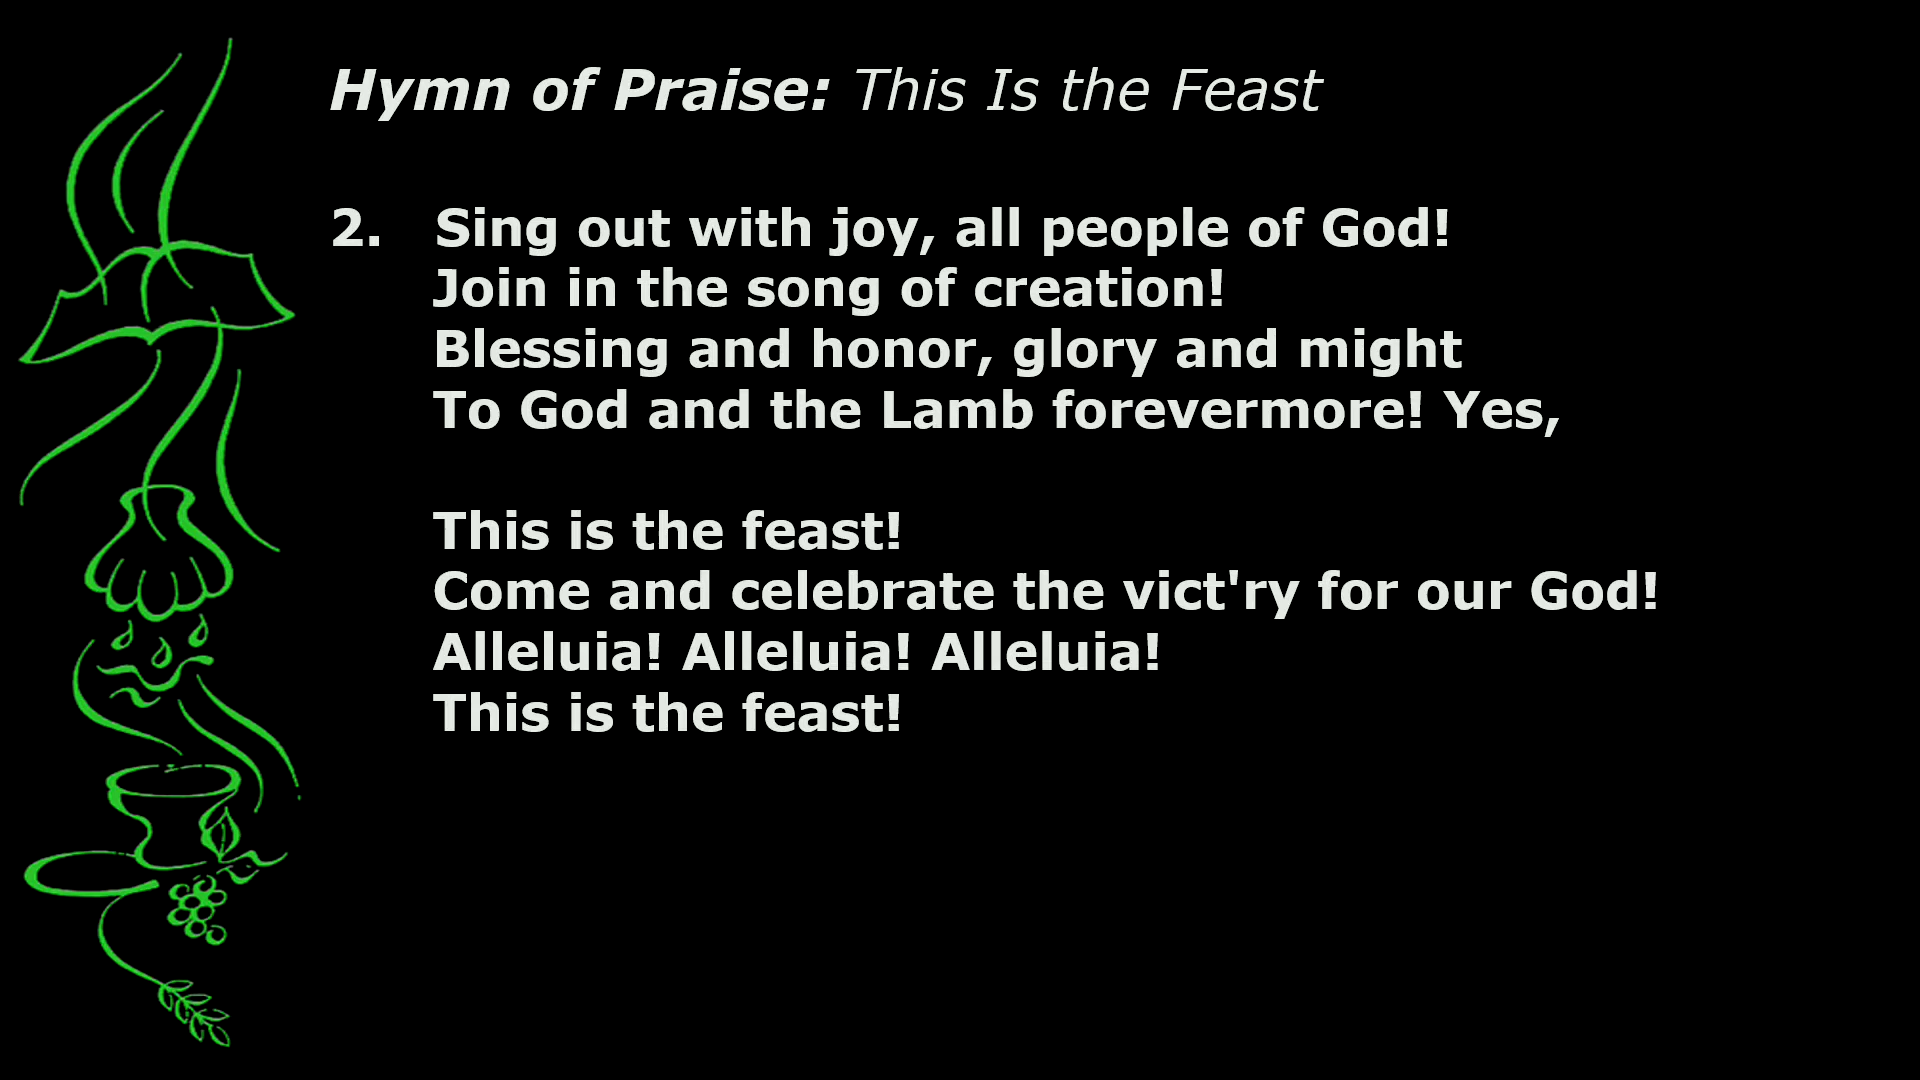 Hymn of Praise: This Is the Feast
2. Sing out with joy, all people of God!
Join in the song of creation!
Blessing and honor, glory and might
To God and the Lamb forevermore! Yes,
This is the feast!
Come and celebrate the vict'ry for our God!
Alleluia! Alleluia! Alleluia!
This is the feast!